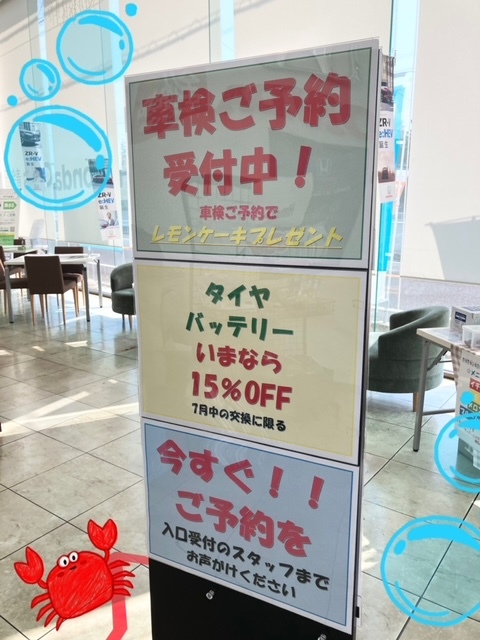 車検ご予約
受付中！
車検ご予約で
レモンケーキプレゼント
タイヤ
バッテリー
いまなら
15%OFF
7月中の交換に限る
今すぐ！！
ご予約を
入口受付のスタッフまで
お声がけください
ZR-V
e:HEV